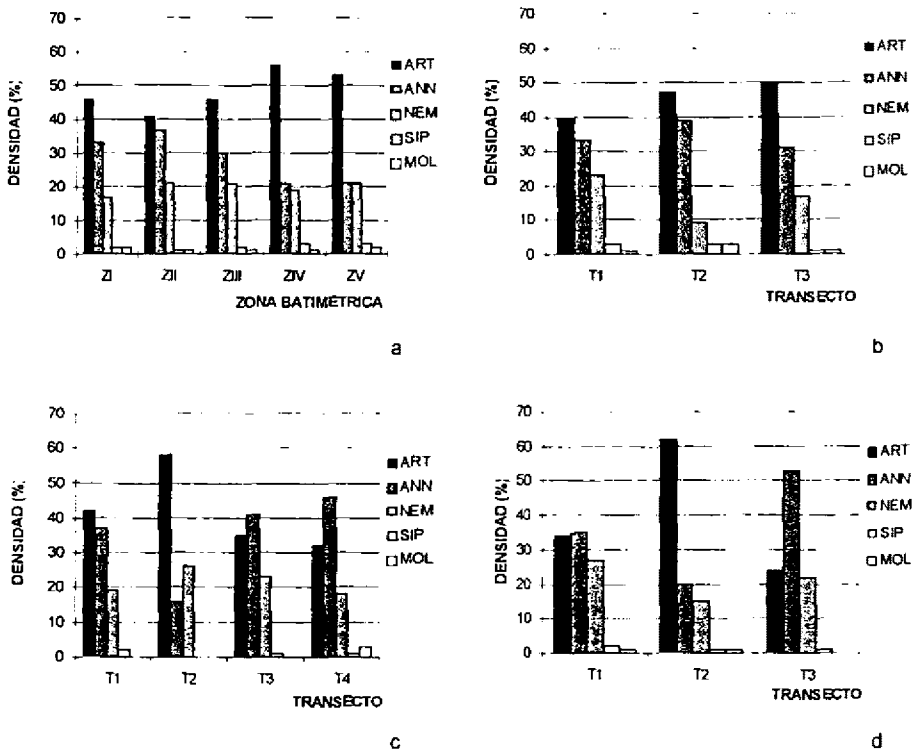 70
60
50
40
30
20
10
0
DENSIDAD (%)
ZI ZII ZIII ZIV ZV
ZONA BATIMÉTRICA
ART
ANN
NEM
SIP
MOL
a
70
60
50
40
30
20
10
0
DENSIDAD (%)
T1 T2 T3
TRANSECTO
ART
ANN
NEM
SIP
MOL
b
70
60
50
40
30
20
10
0
DENSIDAD (%)
T1 T2 T3 T4
TRANSECTO
ART
ANN
NEM
SIP
MOL
c
70
60
50
40
30
20
10
0
DENSIDAD (%)
T1 T2 T3
TRANSECTO
ART
ANN
NEM
SIP
MOL
d